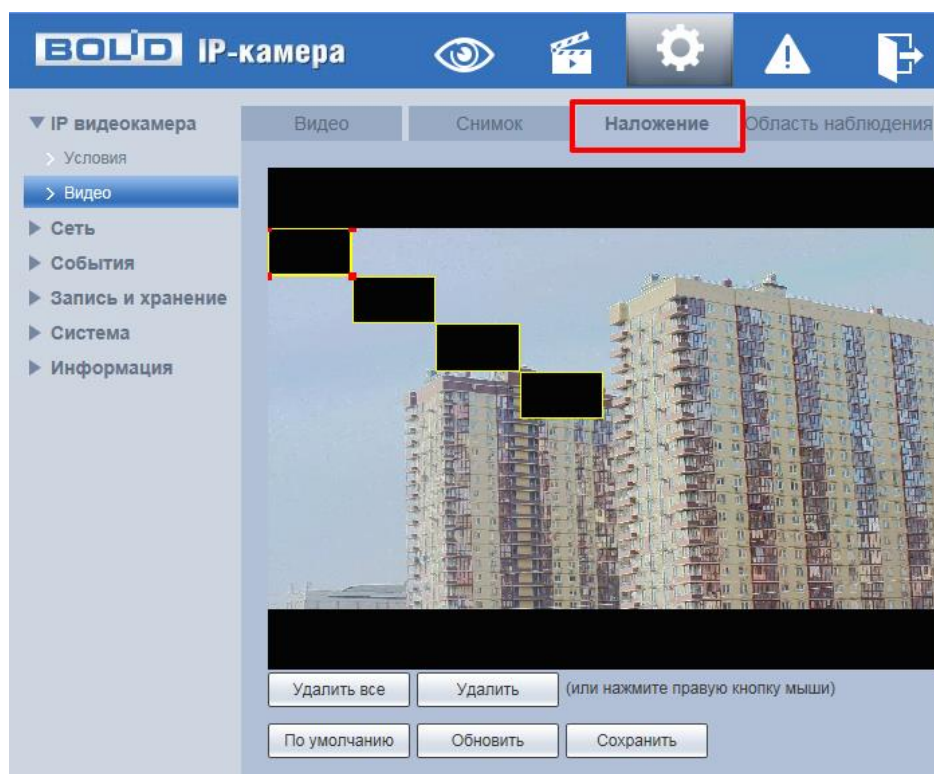 BOLID IP-камера
IP видеокамера
Условия
Видео
Сеть
События
Запись и хранение
Система
Информация
Видео Снимок Наложение Область наблюдения
Удалить все Удалить (или нажмите правую кнопку мыши)
По умолчанию Обновить Сохранить